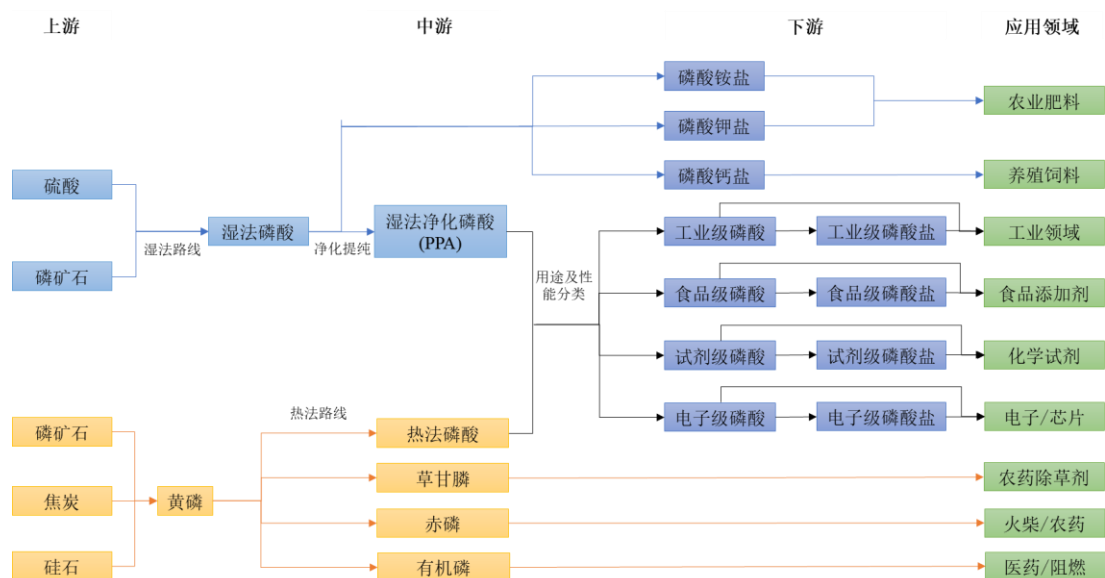 上游
中游
下游
应用领域
磷酸铵盐
农业肥料
磷酸钾盐
硫酸
磷酸钙盐
养殖饲料
湿法路线
湿法磷酸
净化提纯
湿法净化磷酸
(PPA)
工业级磷酸
工业级磷酸盐
工业领域
磷矿石
用途及性
能分类
食品级磷酸
食品级磷酸盐
食品添加剂
试剂级磷酸
试剂级磷酸盐
化学试剂
热法路线
电子级磷酸
电子级磷酸盐
电子/芯片
磷矿石
热法磷酸
草甘膦
农药除草剂
焦炭
黄磷
赤磷
火柴/农药
硅石
有机磷
医药/阻燃